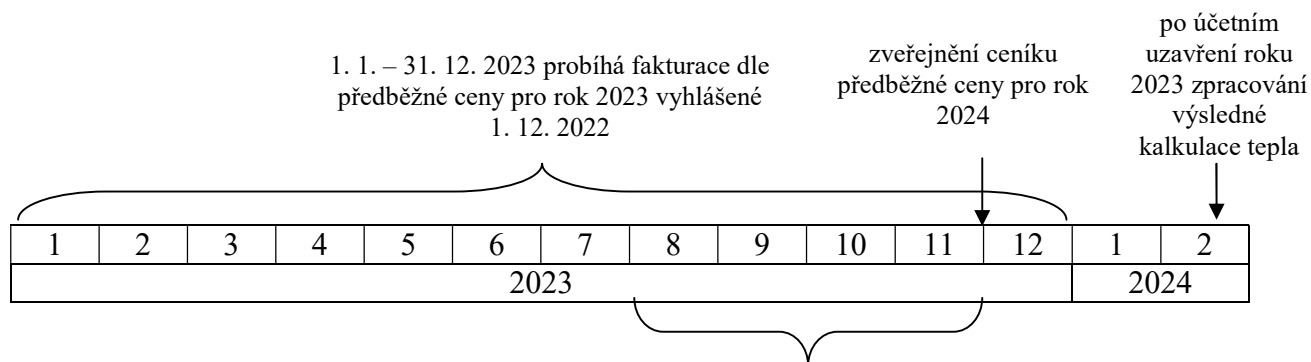 1. 1. – 31. 12. 2023 probíhá fakturace dle
předběžné ceny pro rok 2023 vyhlášené
1. 12. 2022
zveřejnění ceníku
předběžné ceny pro rok
2024
po účetním
uzavření roku
2023 zpracování
výsledné
kalkulace tepla
1 2 3 4 5 6 7 8 9 10 11 12 1 2
2023 2024